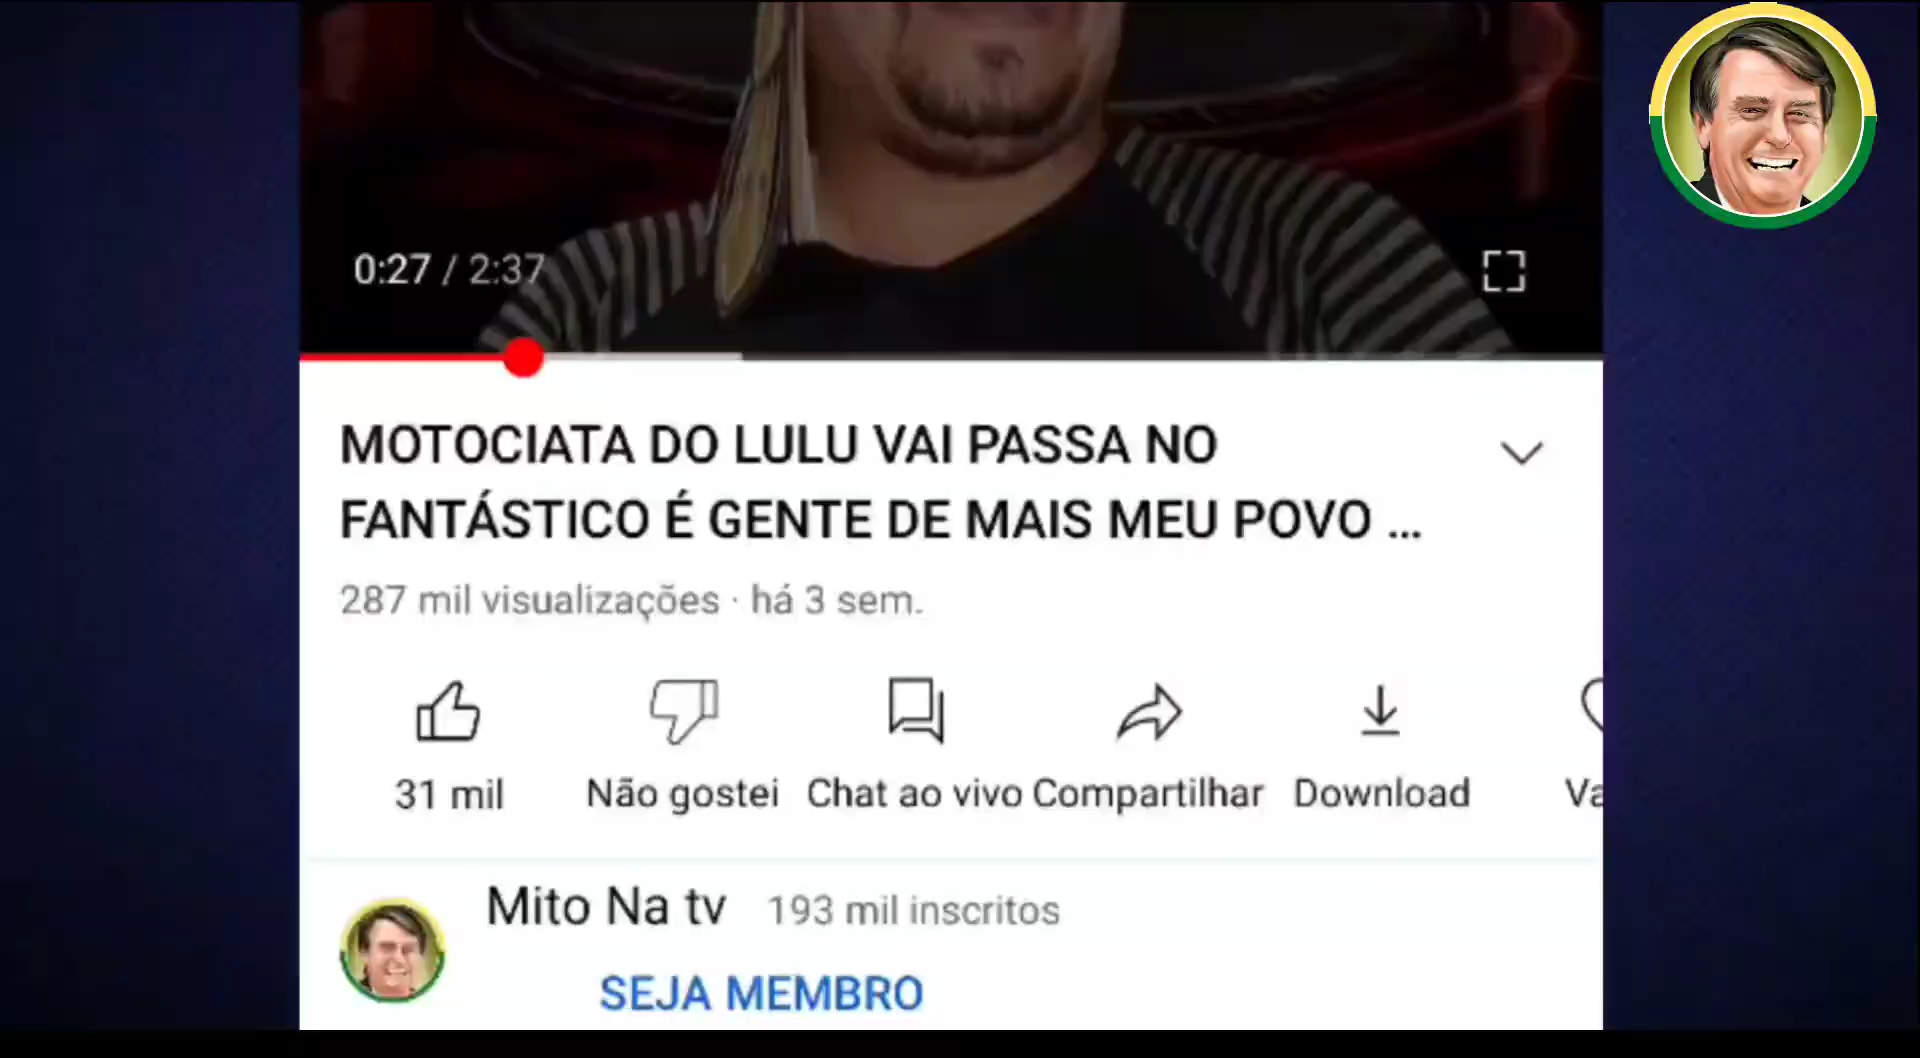 0:27 / 2:37
MOTOCIATA DO LULU VAI PASSA NO
FANTÁSTICO É GENTE DE MAIS MEU POVO ...
287 mil visualizações · há 3 sem.
31 mil Não gostei Chat ao vivo Compartilhar Download Va
Mito Na tv 193 mil inscritos
SEJA MEMBRO